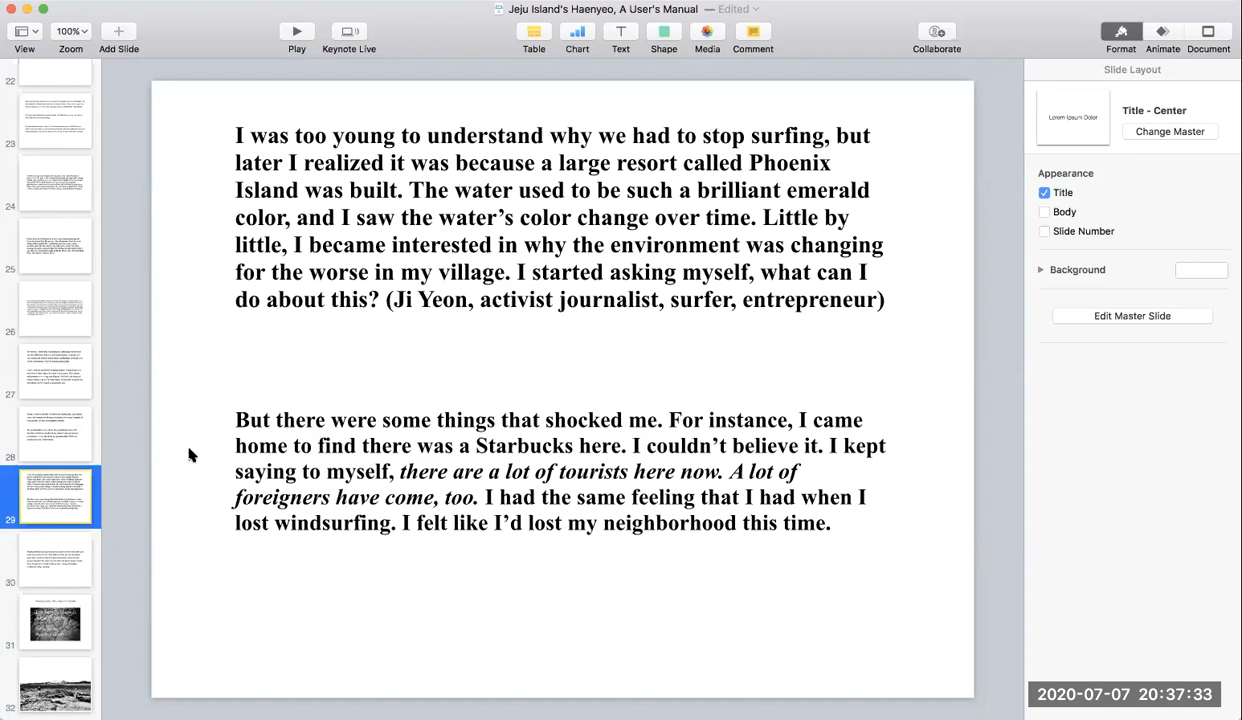 Jeju Island's Haenyeo, A User's Manual — Edited
100%
View Zoom Add Slide Play Keynote Live Table Chart Text Shape Media Comment Collaborate Format Animate Document
22
23
24
25
26
27
28
29
30
31
32
I was too young to understand why we had to stop surfing, but
later I realized it was because a large resort called Phoenix
Island was built. The water used to be such a brilliant emerald
color, and I saw the water's color change over time. Little by
little, I became interested in why the environment was changing
for the worse in my village. I started asking myself, what can I
do about this? (Ji Yeon, activist journalist, surfer, entrepreneur)
But there were some things that shocked me. For instance, I came
home to find there was a Starbucks here. I couldn't believe it. I kept
saying to myself, there are a lot of tourists here now. A lot of
foreigners have come, too. I had the same feeling that I had when I
lost windsurfing. I felt like I'd lost my neighborhood this time.
Slide Layout
Lorem Ipsum Dolor
Title - Center
Change Master
Appearance
Title
Body
Slide Number
Background
Edit Master Slide
2020-07-07 20:37:33